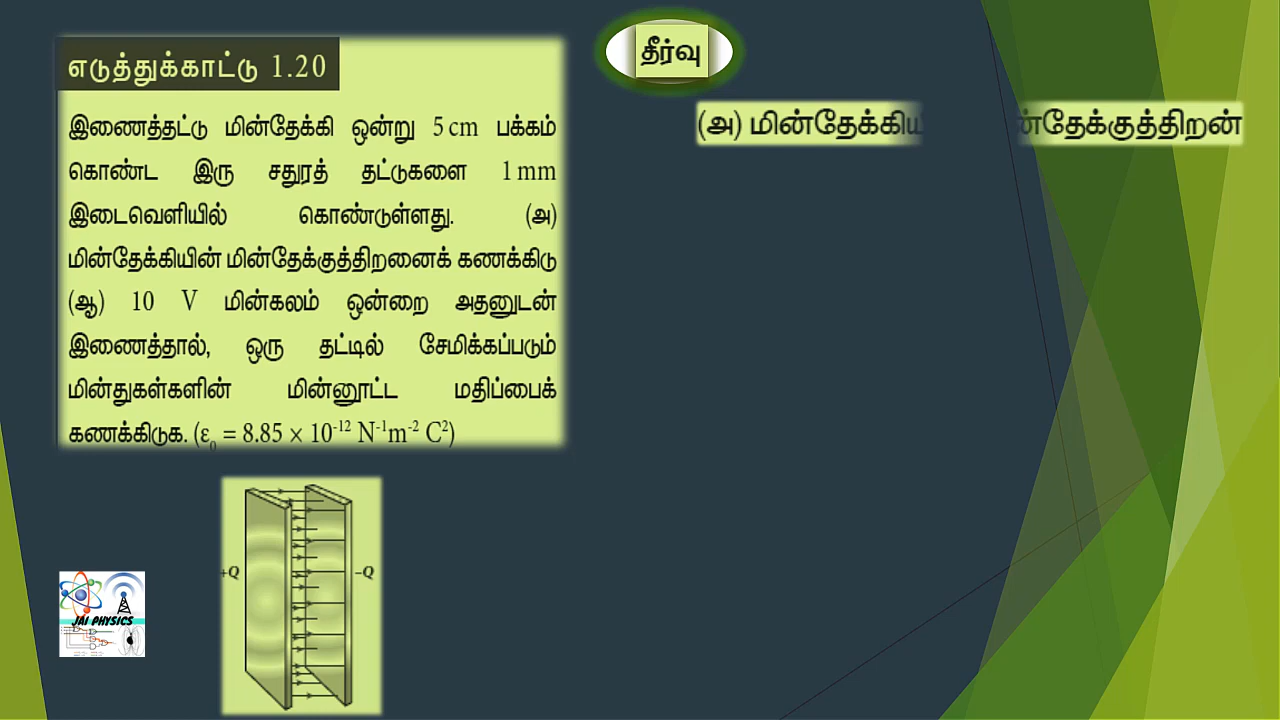 எடுத்துக்காட்டு 1.20
இணைத்தட்டு மின்தேக்கி ஒன்று 5 cm பக்கம்
கொண்ட இரு சதுரத் தட்டுகளை 1 mm
இடைவெளியில் கொண்டுள்ளது. (அ)
மின்தேக்கியின் மின்தேக்குத்திறனைக் கணக்கிடு
(ஆ) 10 V மின்கலம் ஒன்றை அதனுடன்
இணைத்தால், ஒரு தட்டில் சேமிக்கப்படும்
மின்துகள்களின் மின்னூட்ட மதிப்பைக்
கணக்கிடுக. (ε₀ = 8.85 × 10⁻¹² N⁻¹m⁻² C²)
தீர்வு
(அ)
+Q
–Q
JAI PHYSICS